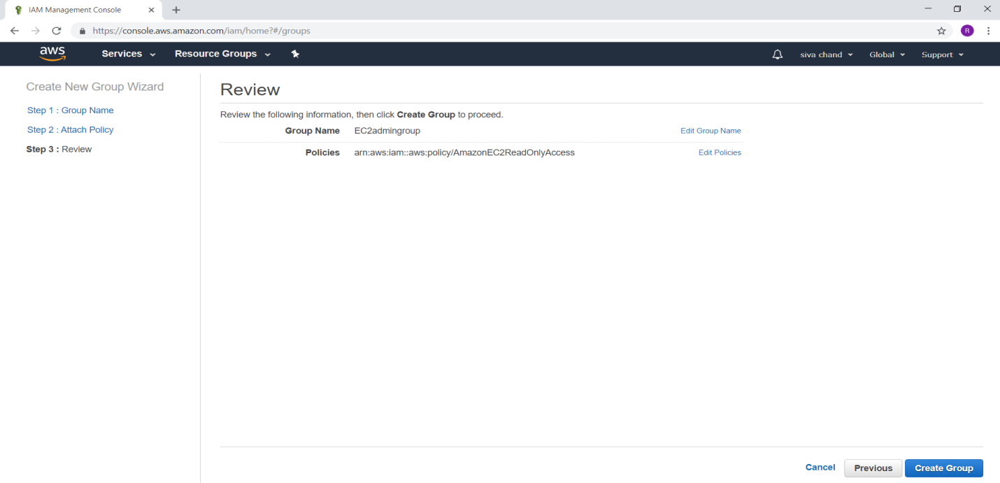 IAM Management Console
https://console.aws.amazon.com/iam/home?#/groups
R
aws Services Resource Groups siva chand Global Support
Create New Group Wizard
Step 1 : Group Name
Step 2 : Attach Policy
Step 3 : Review
Review
Review the following information, then click Create Group to proceed.
Group Name EC2admingroup Edit Group Name
Policies arn:aws:iam::aws:policy/AmazonEC2ReadOnlyAccess Edit Policies
Cancel Previous Create Group